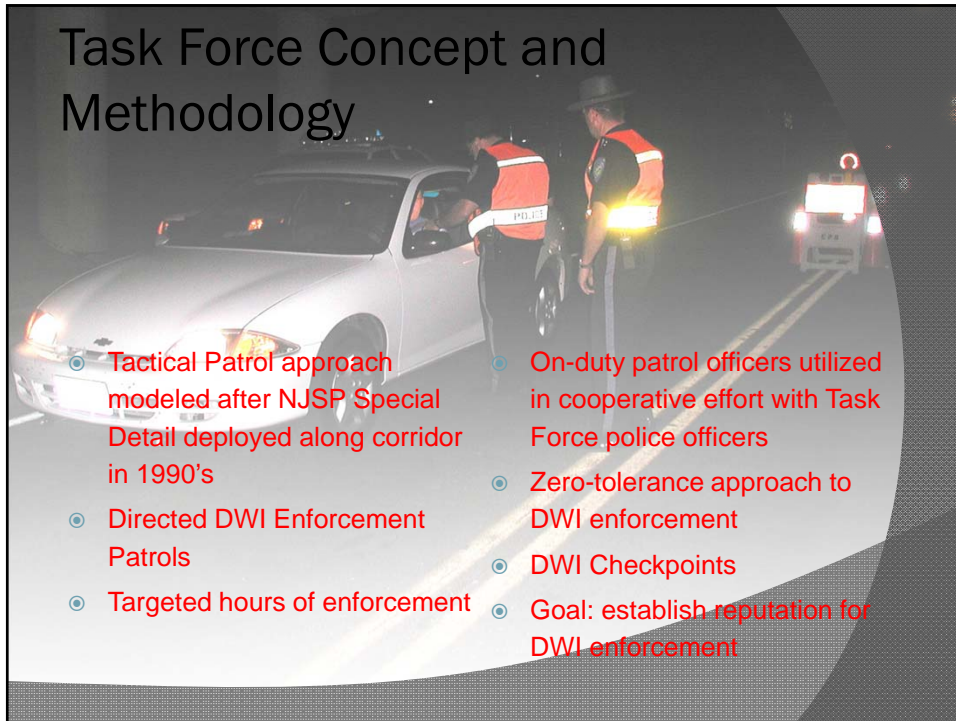 Task Force Concept and
Methodology
Tactical Patrol approach
modeled after NJSP Special
Detail deployed along corridor
in 1990's
Directed DWI Enforcement
Patrols
Targeted hours of enforcement
On-duty patrol officers utilized
in cooperative effort with Task
Force police officers
Zero-tolerance approach to
DWI enforcement
DWI Checkpoints
Goal: establish reputation for
DWI enforcement
POLICE